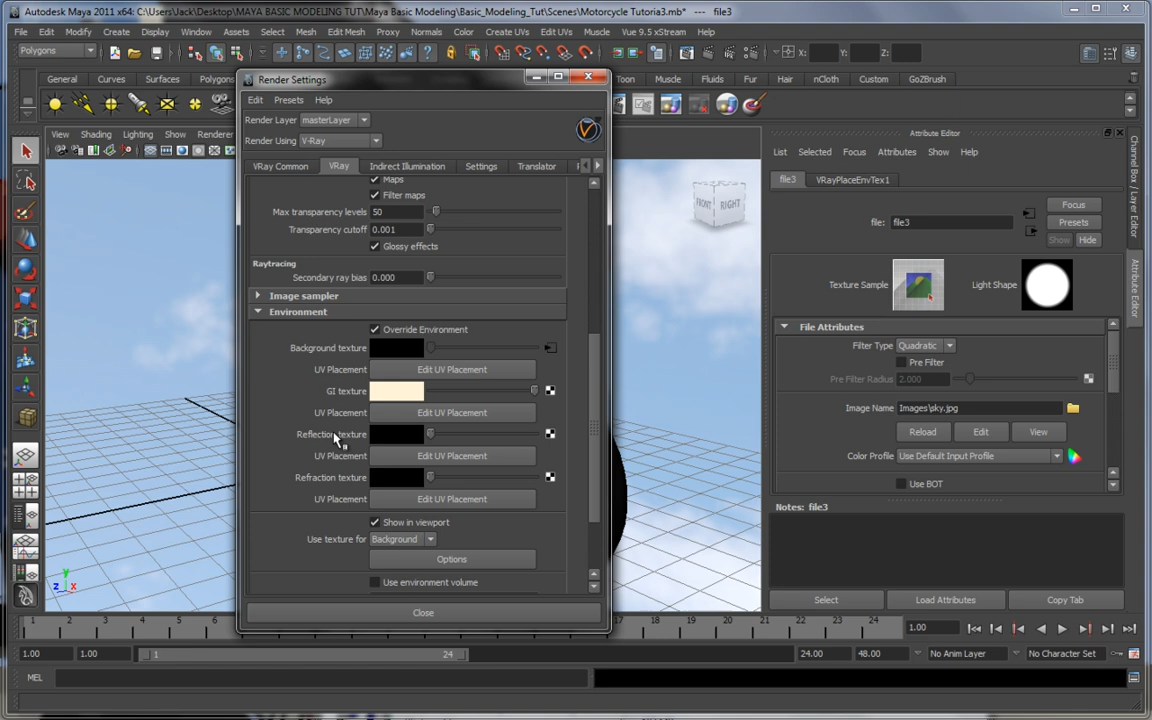 Autodesk Maya 2011 x64: C:\Users\Jack\Desktop\MAYA BASIC MODELING TUT\Maya Basic Modeling\Basic_Modeling_Tut\Scenes\Motorcycle Tutoria3.mb* --- file3
File Edit Modify Create Display Window Assets Select Mesh Edit Mesh Proxy Normals Color Create UVs Edit UVs Muscle Vue 9.5 xStream Help
Polygons X: Y: Z:
General Curves Surfaces Polygons Toon Muscle Fluids Fur Hair nCloth Custom GoZBrush
View Shading Lighting Show Renderer
FRONT RIGHT
Render Settings
Edit Presets Help
Render Layer masterLayer
Render Using V-Ray
VRay Common VRay Indirect Illumination Settings Translator
Maps
Filter maps
Max transparency levels 50
Transparency cutoff 0.001
Glossy effects
Raytracing
Secondary ray bias 0.000
Image sampler
Environment
Override Environment
Background texture
UV Placement Edit UV Placement
GI texture
UV Placement Edit UV Placement
Reflection texture
UV Placement Edit UV Placement
Refraction texture
UV Placement Edit UV Placement
Show in viewport
Use texture for Background
Options
Use environment volume
Close
Attribute Editor
List Selected Focus Attributes Show Help
file3 VRayPlaceEnvTex1
Focus
file: file3 Presets
Show Hide
Texture Sample Light Shape
File Attributes
Filter Type Quadratic
Pre Filter
Pre Filter Radius 2.000
Image Name Images\sky.jpg
Reload Edit View
Color Profile Use Default Input Profile
Use BOT
Notes: file3
Select Load Attributes Copy Tab
Channel Box / Layer Editor
Attribute Editor
y
z x
1 2 3 4 5 6 15 16 17 18 19 20 21 22 23 24 1.00
1.00 1.00 1 24 24.00 48.00 No Anim Layer No Character Set
MEL